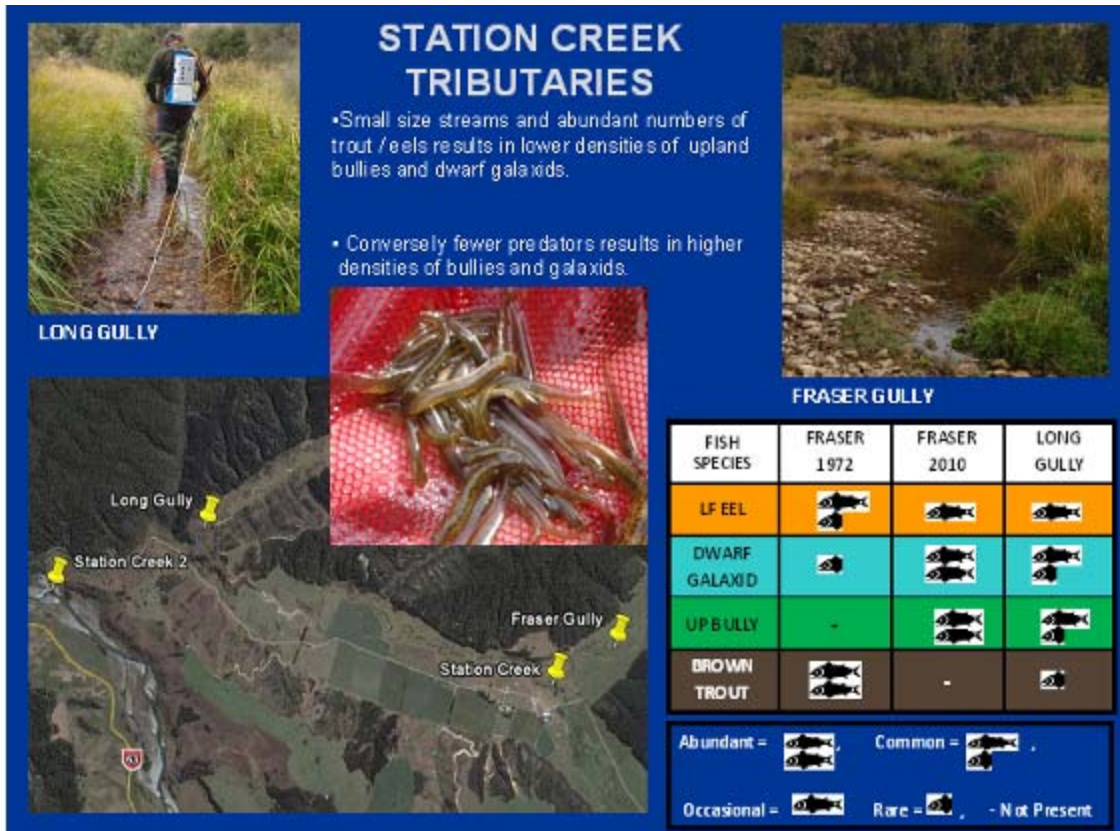 STATION CREEK
TRIBUTARIES
•Small size streams and abundant numbers of
trout / eels results in lower densities of upland
bullies and dwarf galaxids.
• Conversely fewer predators results in higher
densities of bullies and galaxids.
LONG GULLY
FRASER GULLY
Long Gully
Station Creek 2
Fraser Gully
Station Creek
63
FISH
SPECIES
FRASER
1972
FRASER
2010
LONG
GULLY
LF EEL
DWARF
GALAXID
UP BULLY
-
BROWN
TROUT
-
Abundant = , Common = ,
Occasional = Rare = , - Not Present